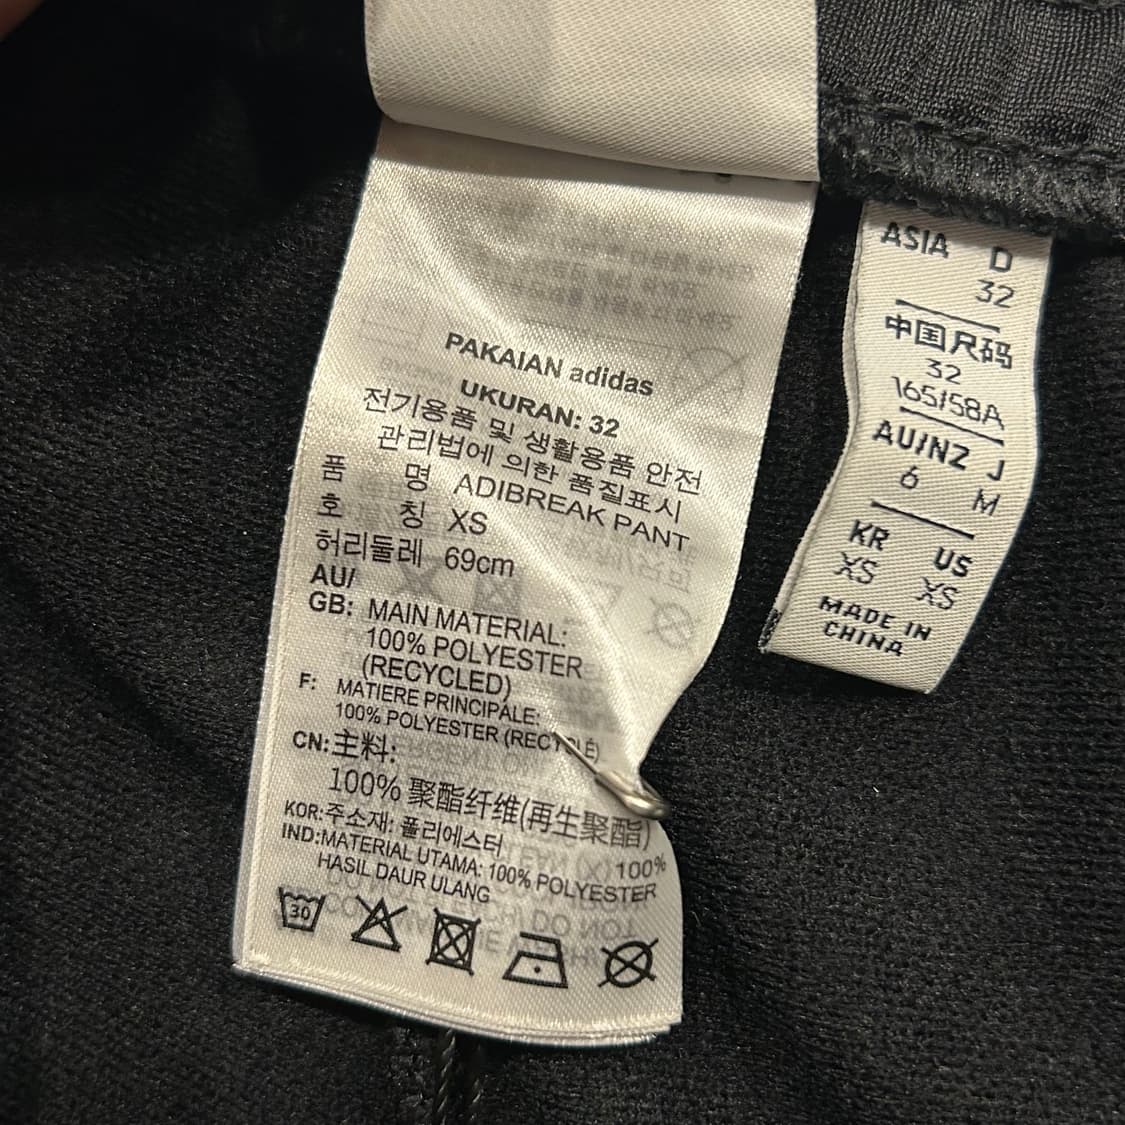 PAKAIAN adidas
UKURAN: 32
전기용품 및 생활용품 안전
관리법에 의한 품질표시
품 명 ADIBREAK PANT
호 칭 XS
허리둘레 69cm
AU/
GB: MAIN MATERIAL:
100% POLYESTER
(RECYCLED)
F: MATIERE PRINCIPALE:
100% POLYESTER (RECYCLÉ)
CN:主料:
100% 聚酯纤维(再生聚酯)
KOR:주소재: 폴리에스터
100%
IND:MATERIAL UTAMA: 100% POLYESTER
HASIL DAUR ULANG
30
ASIA D
32
中国尺码
32
165/58A
AU/NZ J
6 M
KR US
XS XS
MADE IN
CHINA